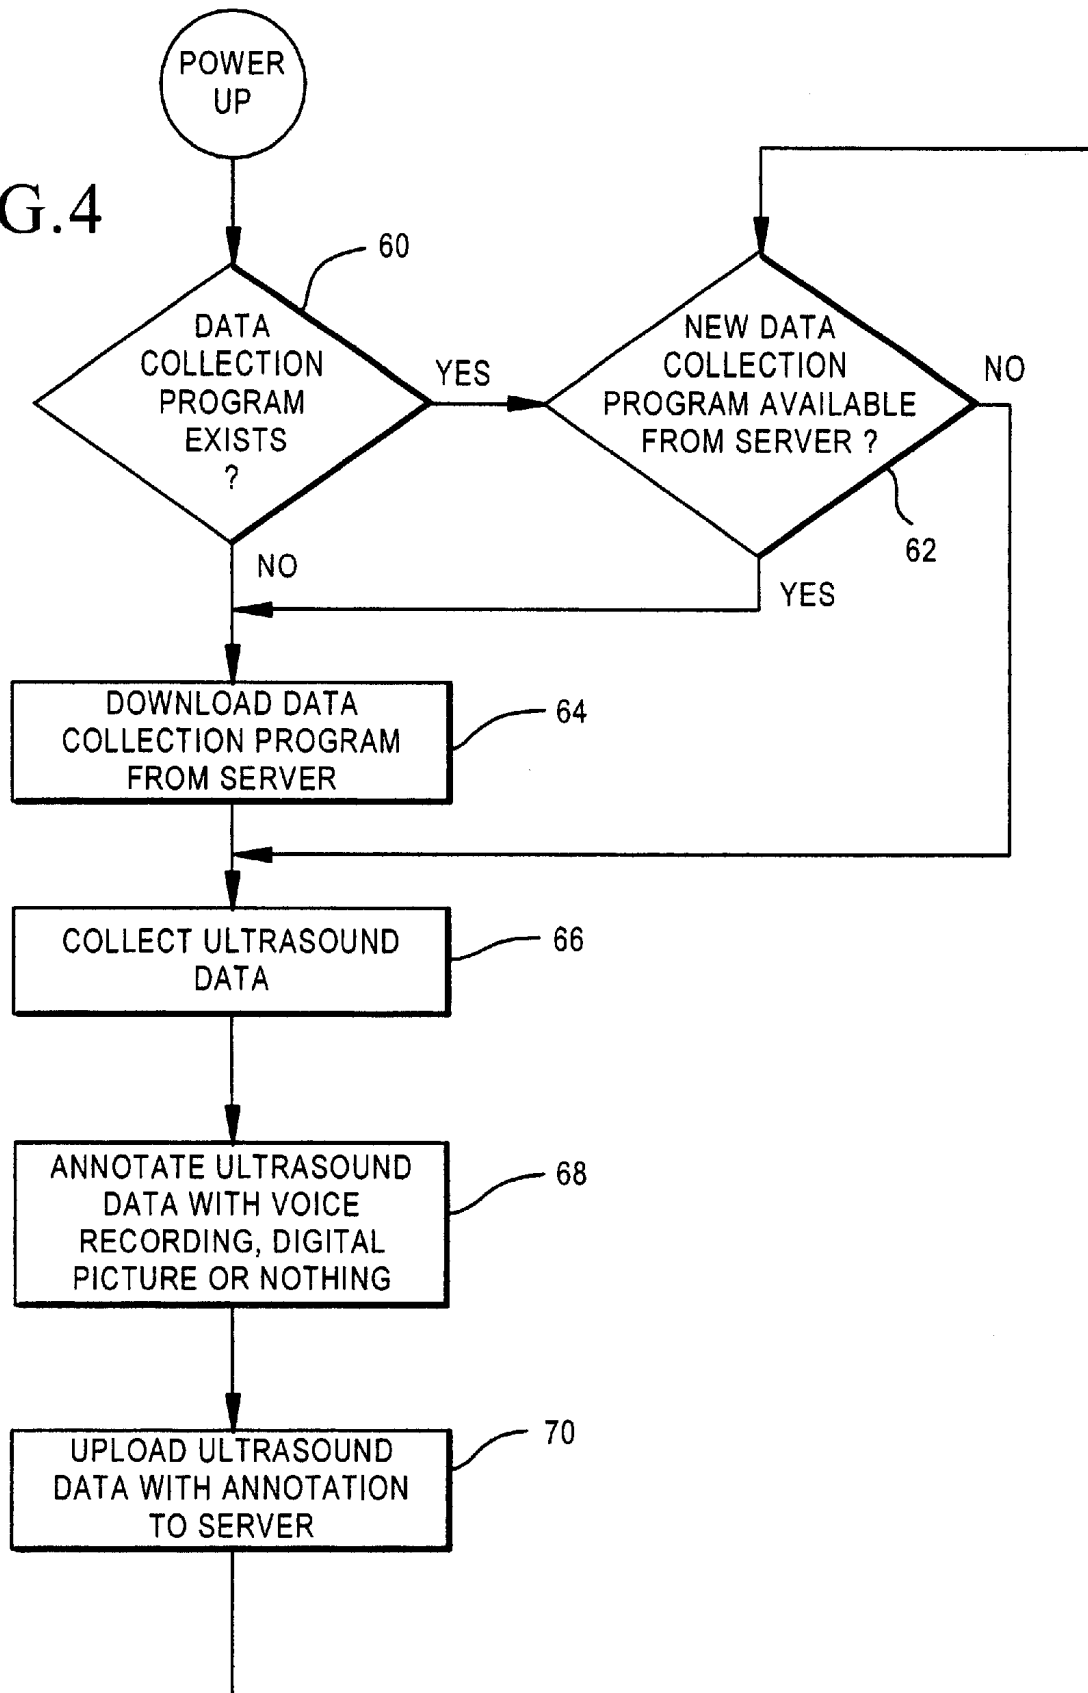 POWER
UP
G.4
60
DATA
COLLECTION
PROGRAM
EXISTS
?
YES
NEW DATA
COLLECTION
PROGRAM AVAILABLE
FROM SERVER ?
NO
62
NO
YES
DOWNLOAD DATA
COLLECTION PROGRAM
FROM SERVER
64
COLLECT ULTRASOUND
DATA
66
ANNOTATE ULTRASOUND
DATA WITH VOICE
RECORDING, DIGITAL
PICTURE OR NOTHING
68
UPLOAD ULTRASOUND
DATA WITH ANNOTATION
TO SERVER
70